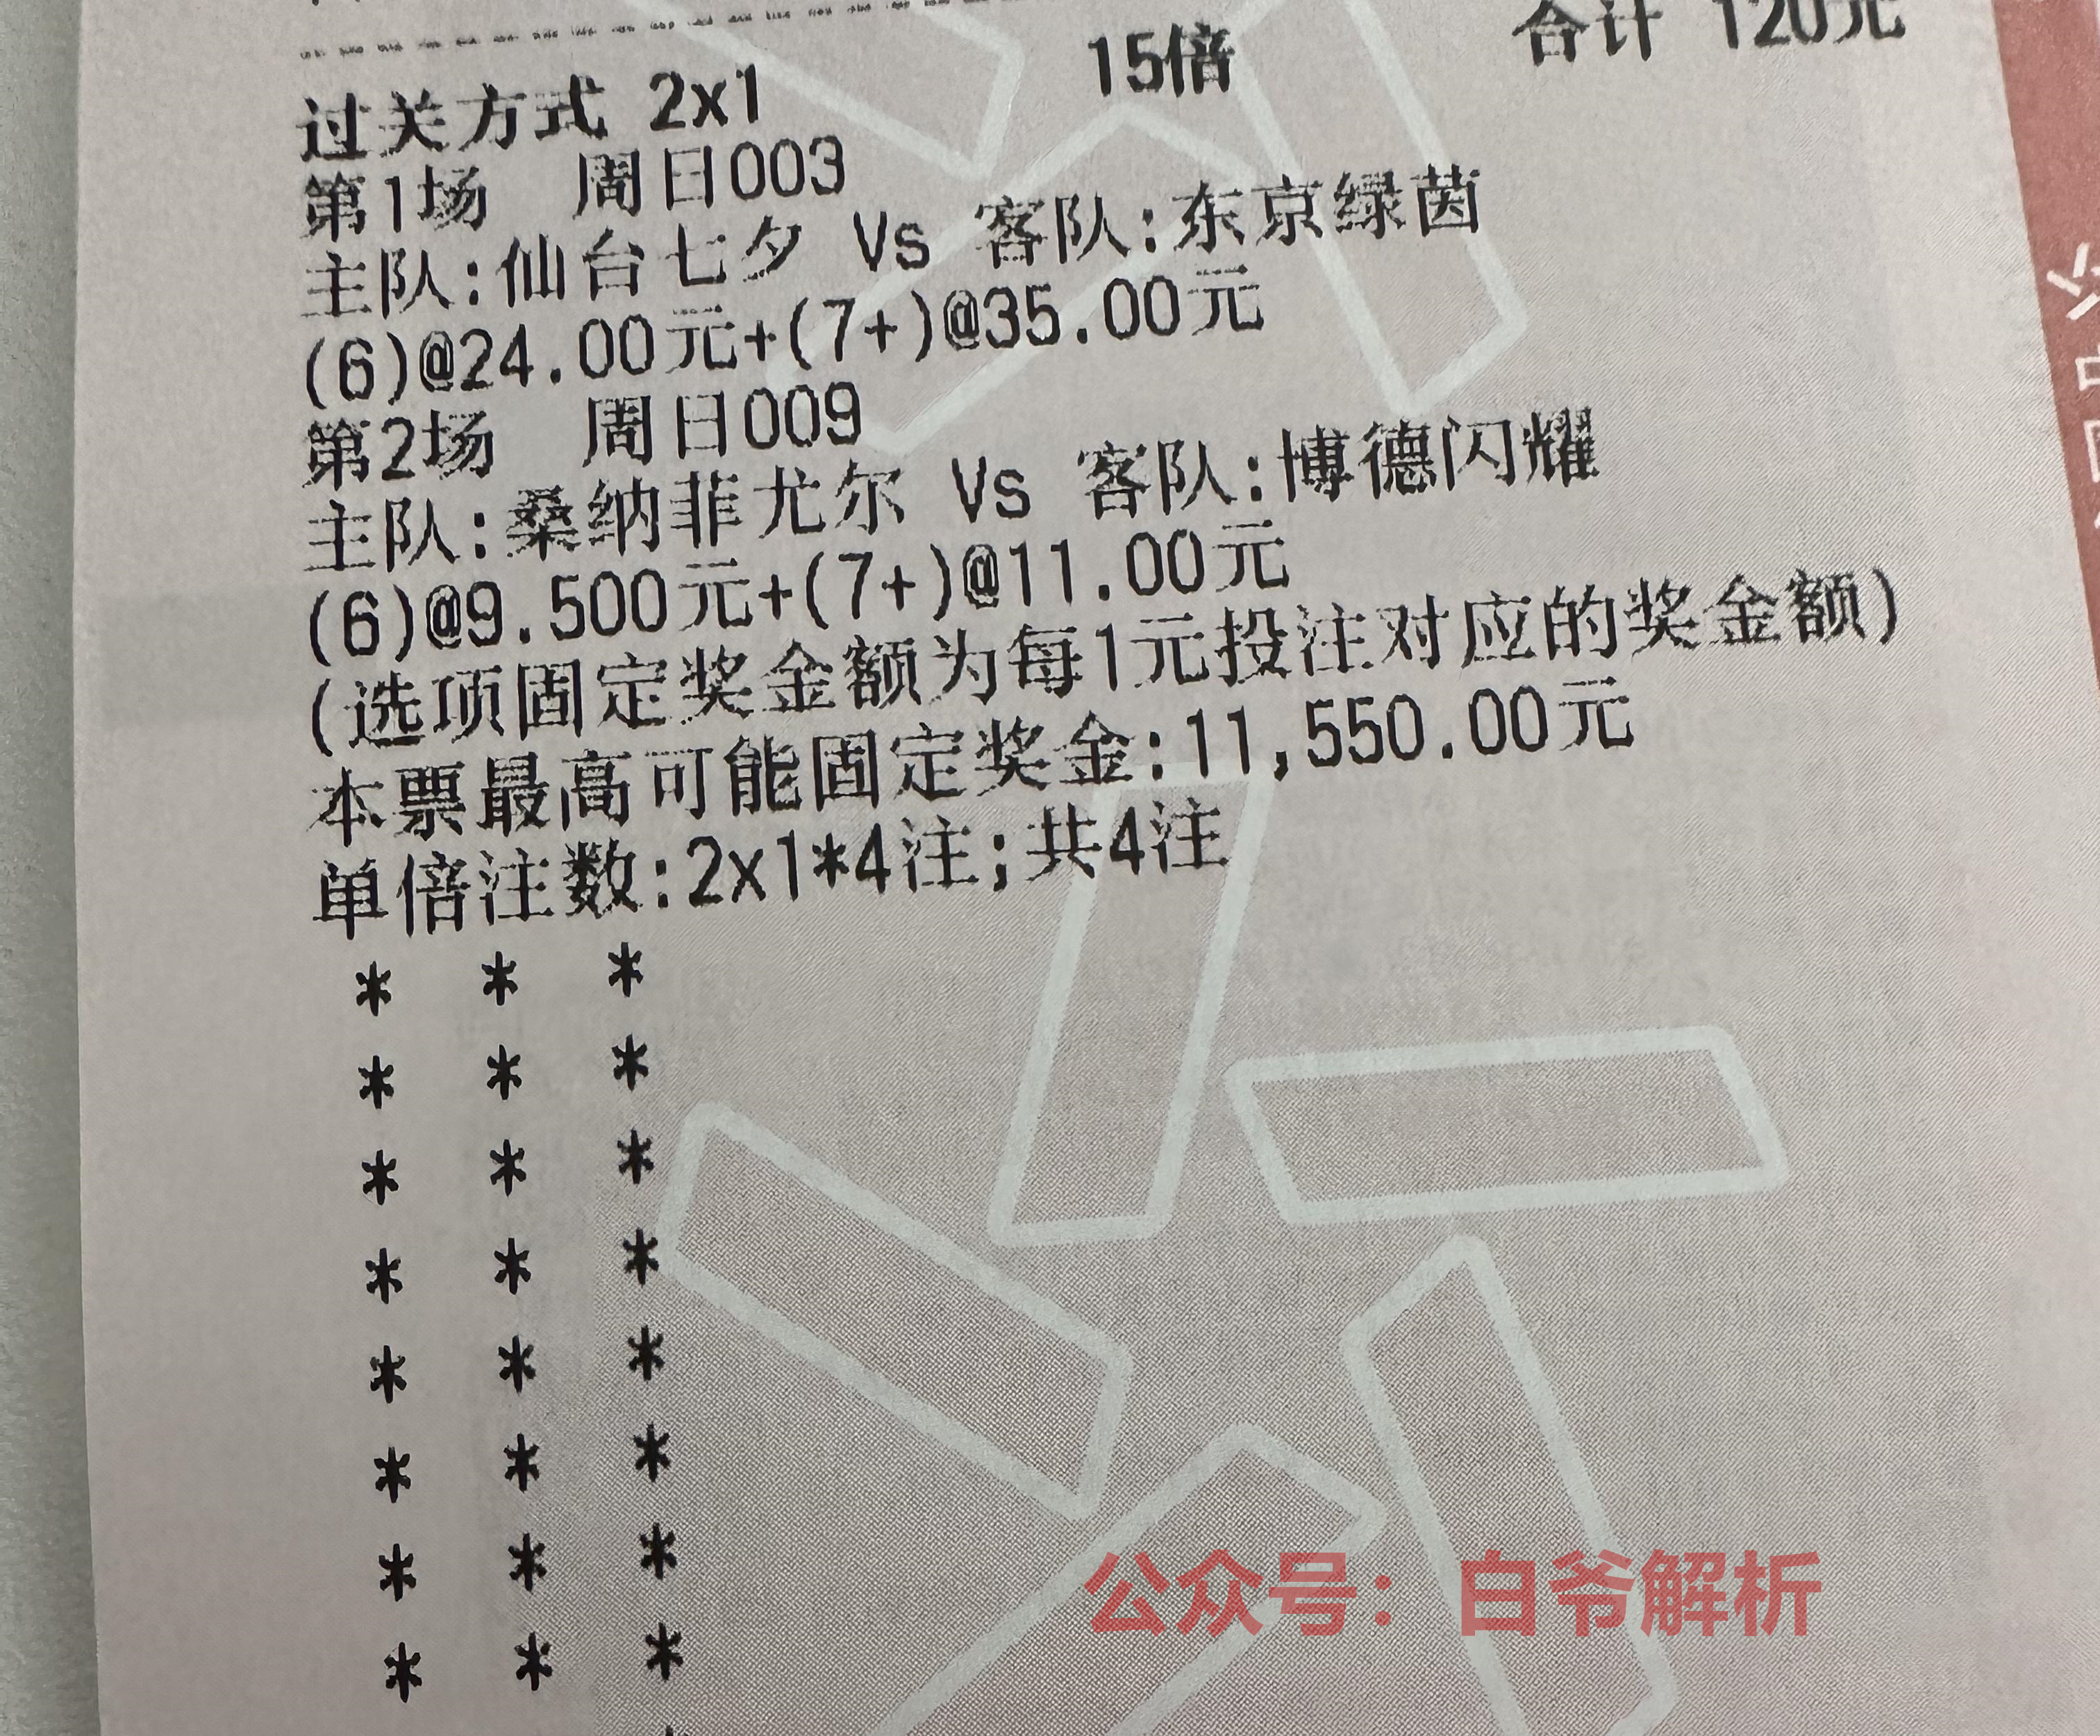 过关方式 2x1 15倍 合计 120元
第1场 周日003
主队:仙台七夕 Vs 客队:东京绿茵
(6)@24.00元+(7+)@35.00元
第2场 周日009
主队:桑纳菲尤尔 Vs 客队:博德闪耀
(6)@9.500元+(7+)@11.00元
(选项固定奖金额为每1元投注对应的奖金额)
本票最高可能固定奖金:11,550.00元
单倍注数:2x1*4注;共4注
* * *
* * *
* * *
* * *
* * *
* * *
* * *
* * *
公众号：白爷解析